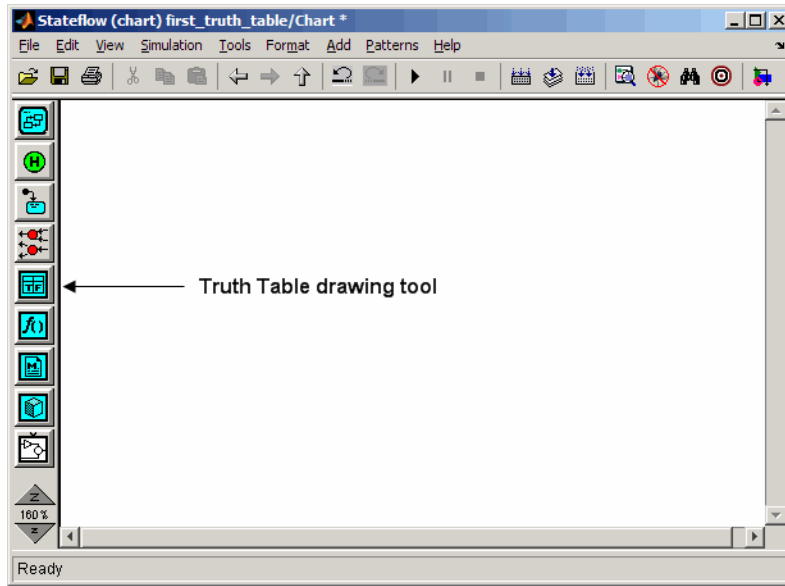 Stateflow (chart) first_truth_table/Chart *
File Edit View Simulation Tools Format Add Patterns Help
H
TF
Truth Table drawing tool
f()
M
Z
160%
Z
Ready